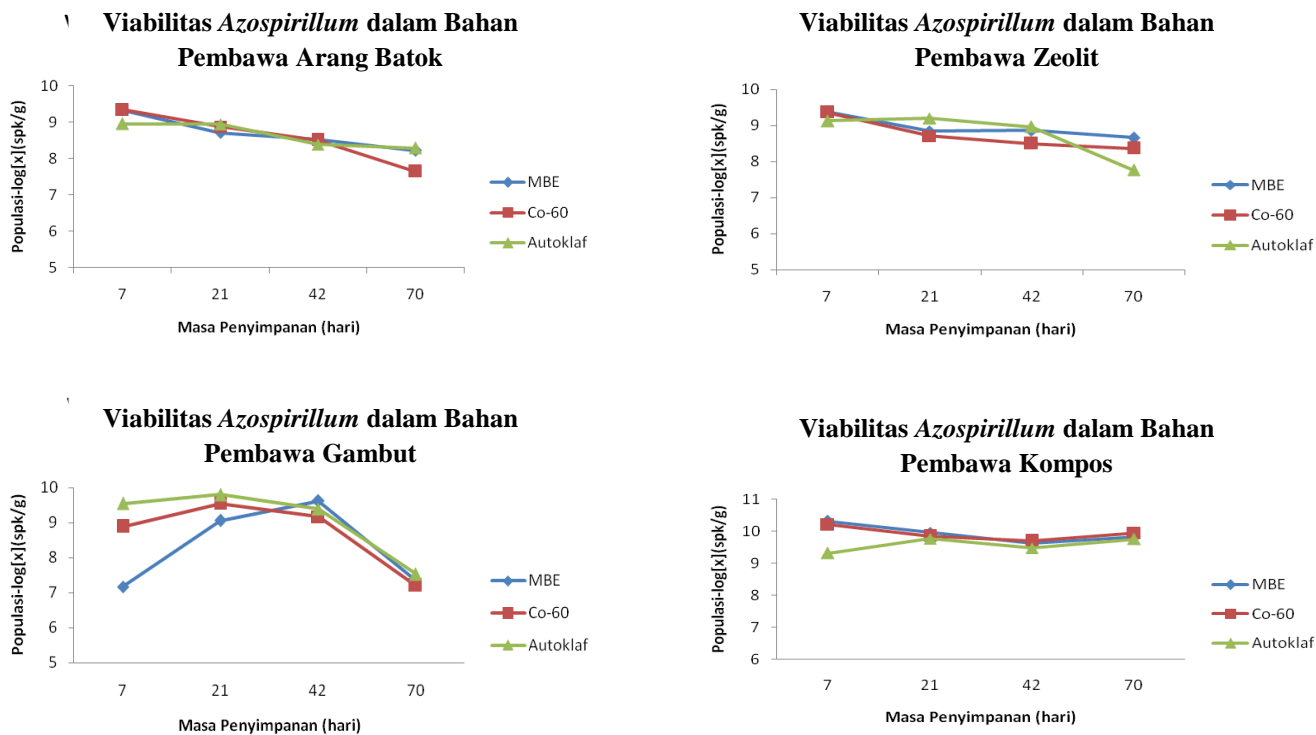 Viabilitas Azospirillum dalam Bahan
Pembawa Arang Batok
Populasi-log[x](spk/g)
10
9
8
7
6
5
7 21 42 70
Masa Penyimpanan (hari)
MBE
Co-60
Autoklaf
Viabilitas Azospirillum dalam Bahan
Pembawa Zeolit
Populasi-log[x](spk/g)
10
9
8
7
6
5
7 21 42 70
Masa Penyimpanan (hari)
MBE
Co-60
Autoklaf
Viabilitas Azospirillum dalam Bahan
Pembawa Gambut
Populasi-log[x](spk/g)
10
9
8
7
6
5
7 21 42 70
Masa Penyimpanan (hari)
MBE
Co-60
Autoklaf
Viabilitas Azospirillum dalam Bahan
Pembawa Kompos
Populasi-log[x](spk/g)
11
10
9
8
7
6
7 21 42 70
Masa Penyimpanan (hari)
MBE
Co-60
Autoklaf